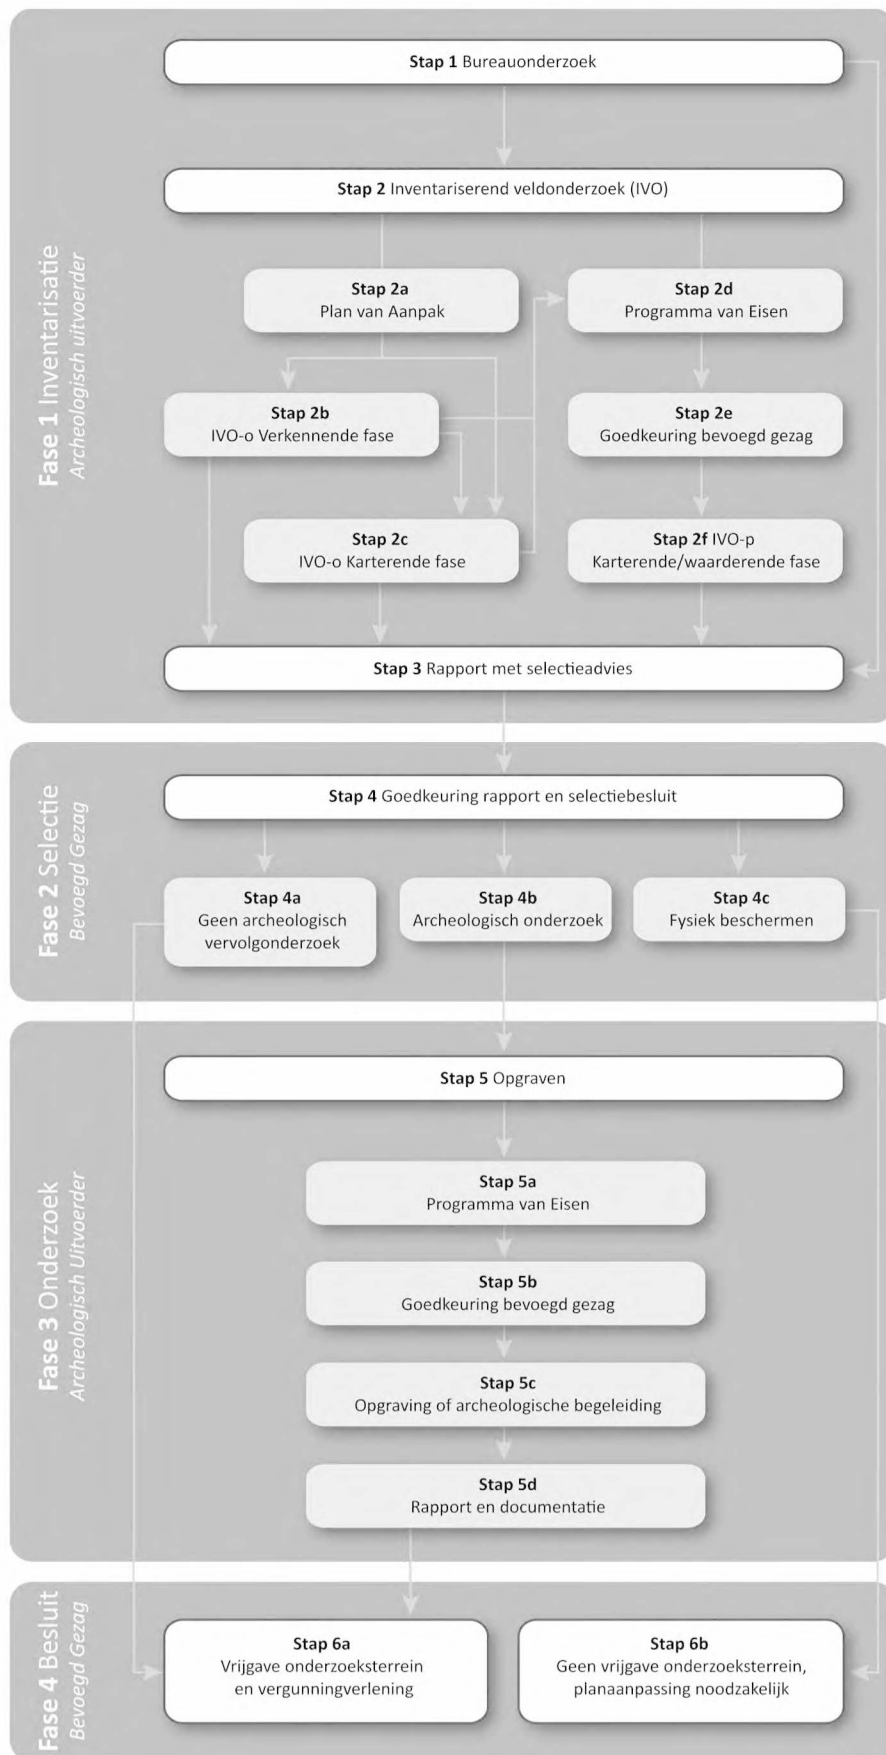 Fase 1 Inventarisatie
Archeologisch uitvoerder
Stap 1 Bureauonderzoek
Stap 2 Inventariserend veldonderzoek (IVO)
Stap 2a
Plan van Aanpak
Stap 2d
Programma van Eisen
Stap 2b
IVO-o Verkennende fase
Stap 2e
Goedkeuring bevoegd gezag
Stap 2c
IVO-o Karterende fase
Stap 2f IVO-p
Karterende/waarderende fase
Stap 3 Rapport met selectieadvies
Fase 2 Selectie
Bevoegd Gezag
Stap 4 Goedkeuring rapport en selectiebesluit
Stap 4a
Geen archeologisch
vervolgonderzoek
Stap 4b
Archeologisch onderzoek
Stap 4c
Fysiek beschermen
Fase 3 Onderzoek
Archeologisch Uitvoerder
Stap 5 Opgraven
Stap 5a
Programma van Eisen
Stap 5b
Goedkeuring bevoegd gezag
Stap 5c
Opgraving of archeologische begeleiding
Stap 5d
Rapport en documentatie
Fase 4 Besluit
Bevoegd Gezag
Stap 6a
Vrijgave onderzoeksterrein
en vergunningverlening
Stap 6b
Geen vrijgave onderzoeksterrein,
planaanpassing noodzakelijk